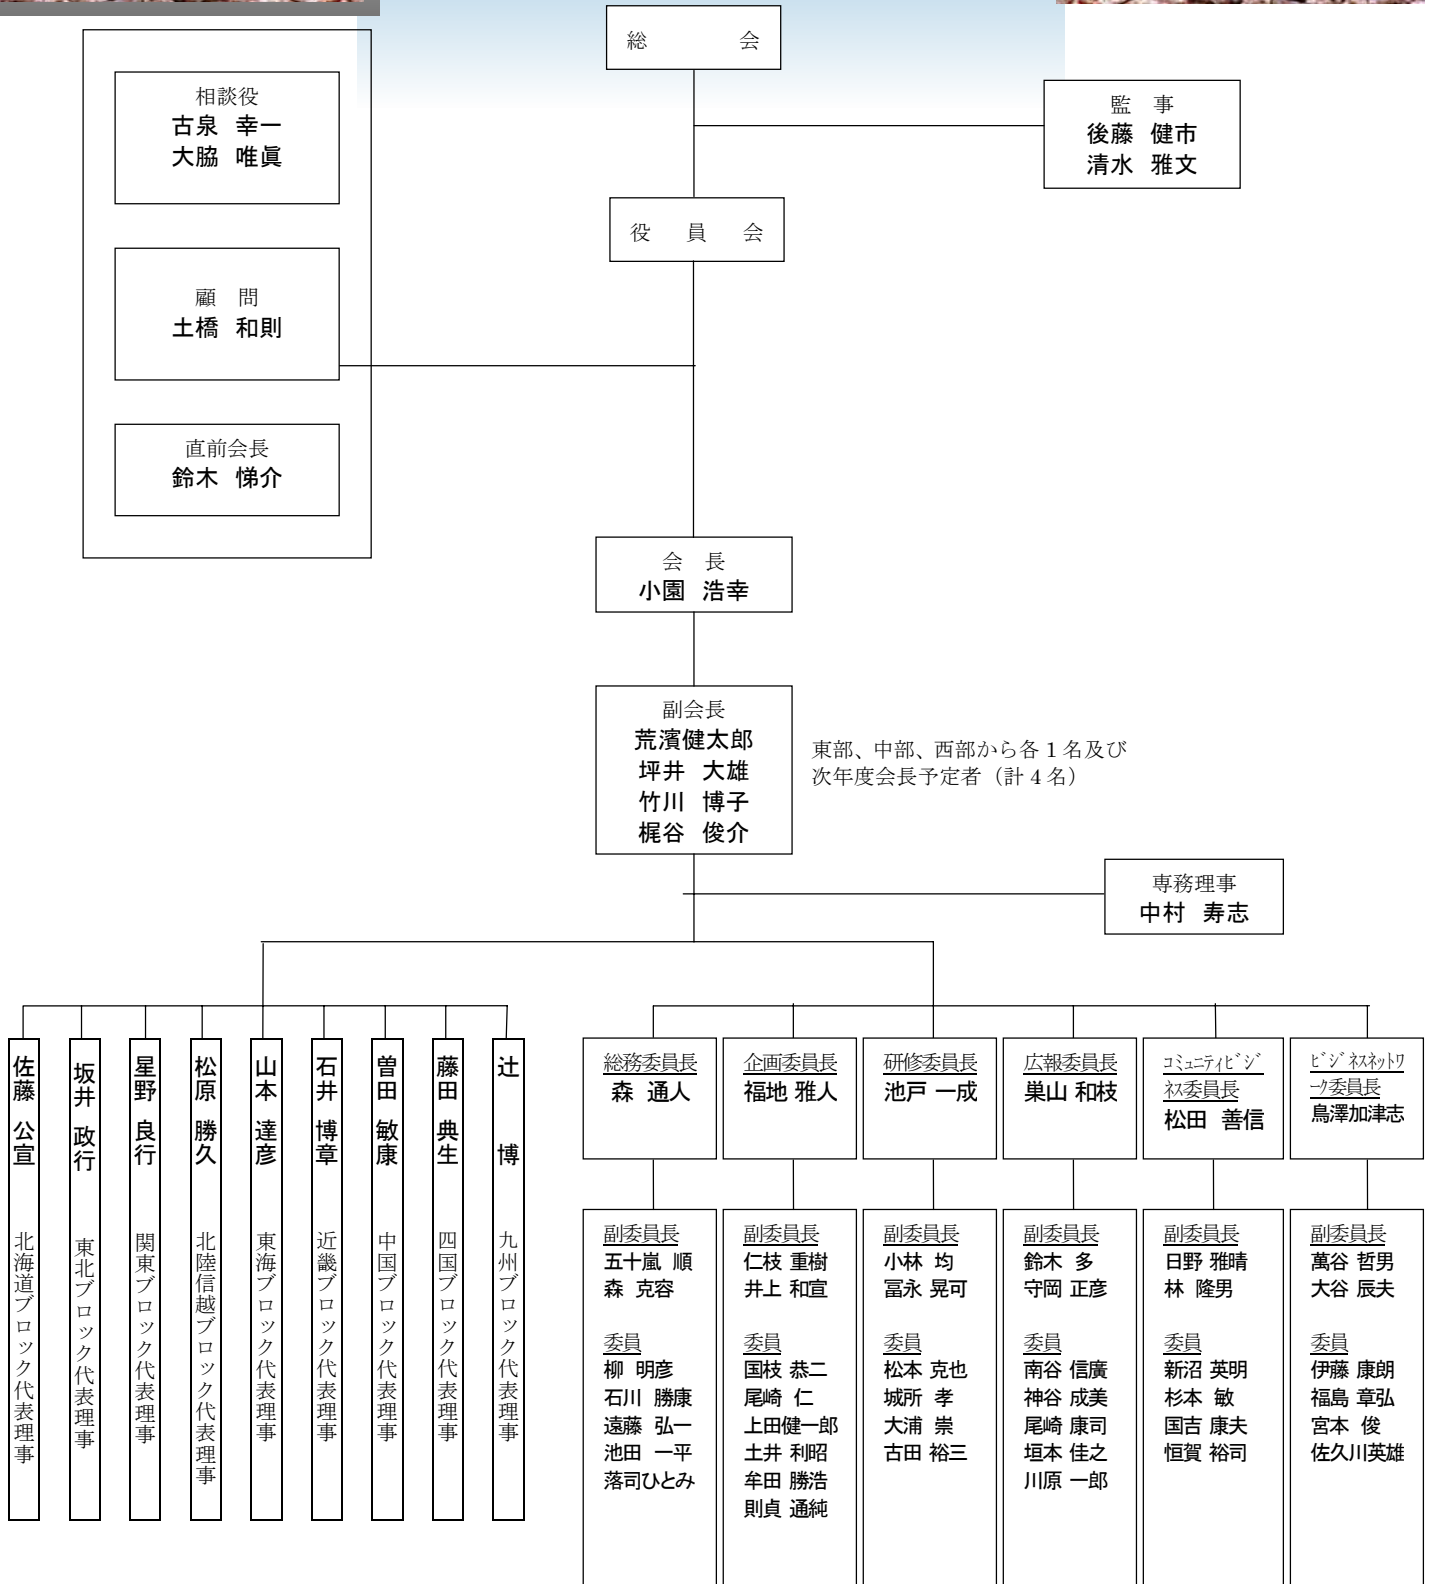 総　　会
監　事
後藤 健市
清水 雅文
相談役
古泉 幸一
大脇 唯眞
役　員　会
顧　問
土橋 和則
直前会長
鈴木 悌介
会　長
小園 浩幸
副会長
荒濱健太郎
坪井 大雄
竹川 博子
梶谷 俊介
東部、中部、西部から各 1 名及び
次年度会長予定者（計 4 名）
専務理事
中村 寿志
佐藤 公宣 北海道ブロック代表理事
坂井 政行 東北ブロック代表理事
星野 良行 関東ブロック代表理事
松原 勝久 北陸信越ブロック代表理事
山本 達彦 東海ブロック代表理事
石井 博章 近畿ブロック代表理事
曽田 敏康 中国ブロック代表理事
藤田 典生 四国ブロック代表理事
辻 博 九州ブロック代表理事
総務委員長
森 通人
副委員長
五十嵐 順
森 克容
委員
柳 明彦
石川 勝康
遠藤 弘一
池田 一平
落司ひとみ
企画委員長
福地 雅人
副委員長
仁枝 重樹
井上 和宣
委員
国枝 恭二
尾崎 仁
上田健一郎
土井 利昭
牟田 勝浩
則貞 通純
研修委員長
池戸 一成
副委員長
小林 均
冨永 晃可
委員
松本 克也
城所 孝
大浦 崇
古田 裕三
広報委員長
巣山 和枝
副委員長
鈴木 多
守岡 正彦
委員
南谷 信廣
神谷 成美
尾崎 康司
垣本 佳之
川原 一郎
ｺﾐｭﾆﾃｨﾋﾞｼﾞ
ﾈｽ委員長
松田 善信
副委員長
日野 雅晴
林 隆男
委員
新沼 英明
杉本 敏
国吉 康夫
恒賀 裕司
ﾋﾞｼﾞﾈｽﾈｯﾄﾜ
ｰｸ委員長
鳥澤加津志
副委員長
萬谷 哲男
大谷 辰夫
委員
伊藤 康朗
福島 章弘
宮本 俊
佐久川英雄